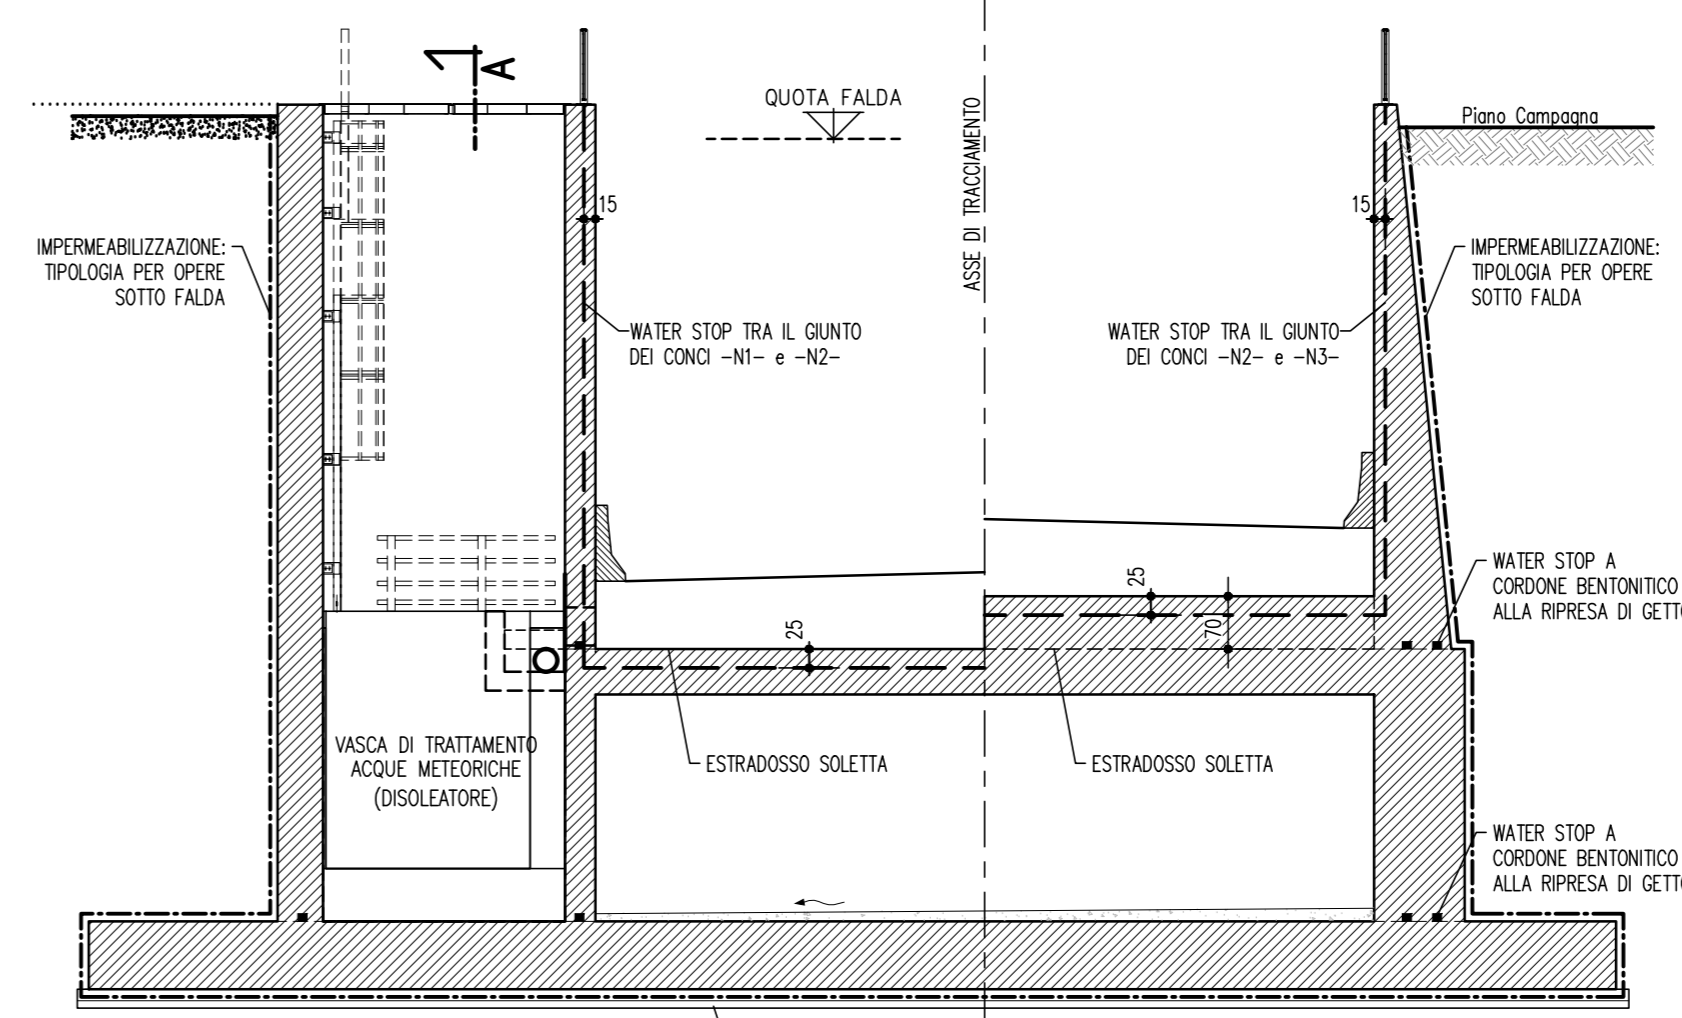 1
A
QUOTA FALDA
ASSE DI TRACCIAMENTO
Piano Campagna
15
15
IMPERMEABILIZZAZIONE:
TIPOLOGIA PER OPERE
SOTTO FALDA
IMPERMEABILIZZAZIONE:
TIPOLOGIA PER OPERE
SOTTO FALDA
WATER STOP TRA IL GIUNTO
DEI CONCI -N1- e -N2-
WATER STOP TRA IL GIUNTO
DEI CONCI -N2- e -N3-
25
70
25
WATER STOP A
CORDONE BENTONITICO
ALLA RIPRESA DI GETTO
VASCA DI TRATTAMENTO
ACQUE METEORICHE
(DISOLEATORE)
ESTRADOSSO SOLETTA
ESTRADOSSO SOLETTA
WATER STOP A
CORDONE BENTONITICO
ALLA RIPRESA DI GETTO